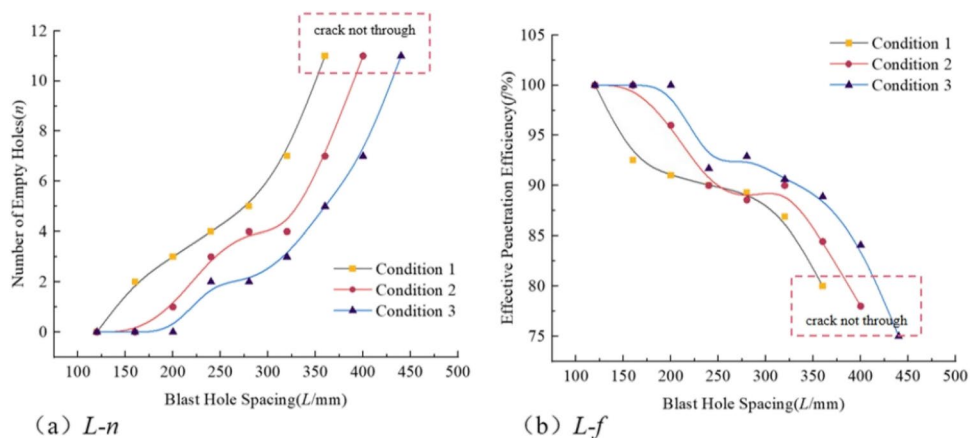 crack not through
12
10
8
6
4
2
0
Number of Empty Holes(n)
Condition 1
Condition 2
Condition 3
100 150 200 250 300 350 400 450 500
Blast Hole Spacing(L/mm)
（a）L-n
Condition 1
Condition 2
Condition 3
105
100
95
90
85
80
75
Effective Penetration Efficiency(f/%)
crack not through
100 150 200 250 300 350 400 450 500
Blast Hole Spacing(L/mm)
（b）L-f